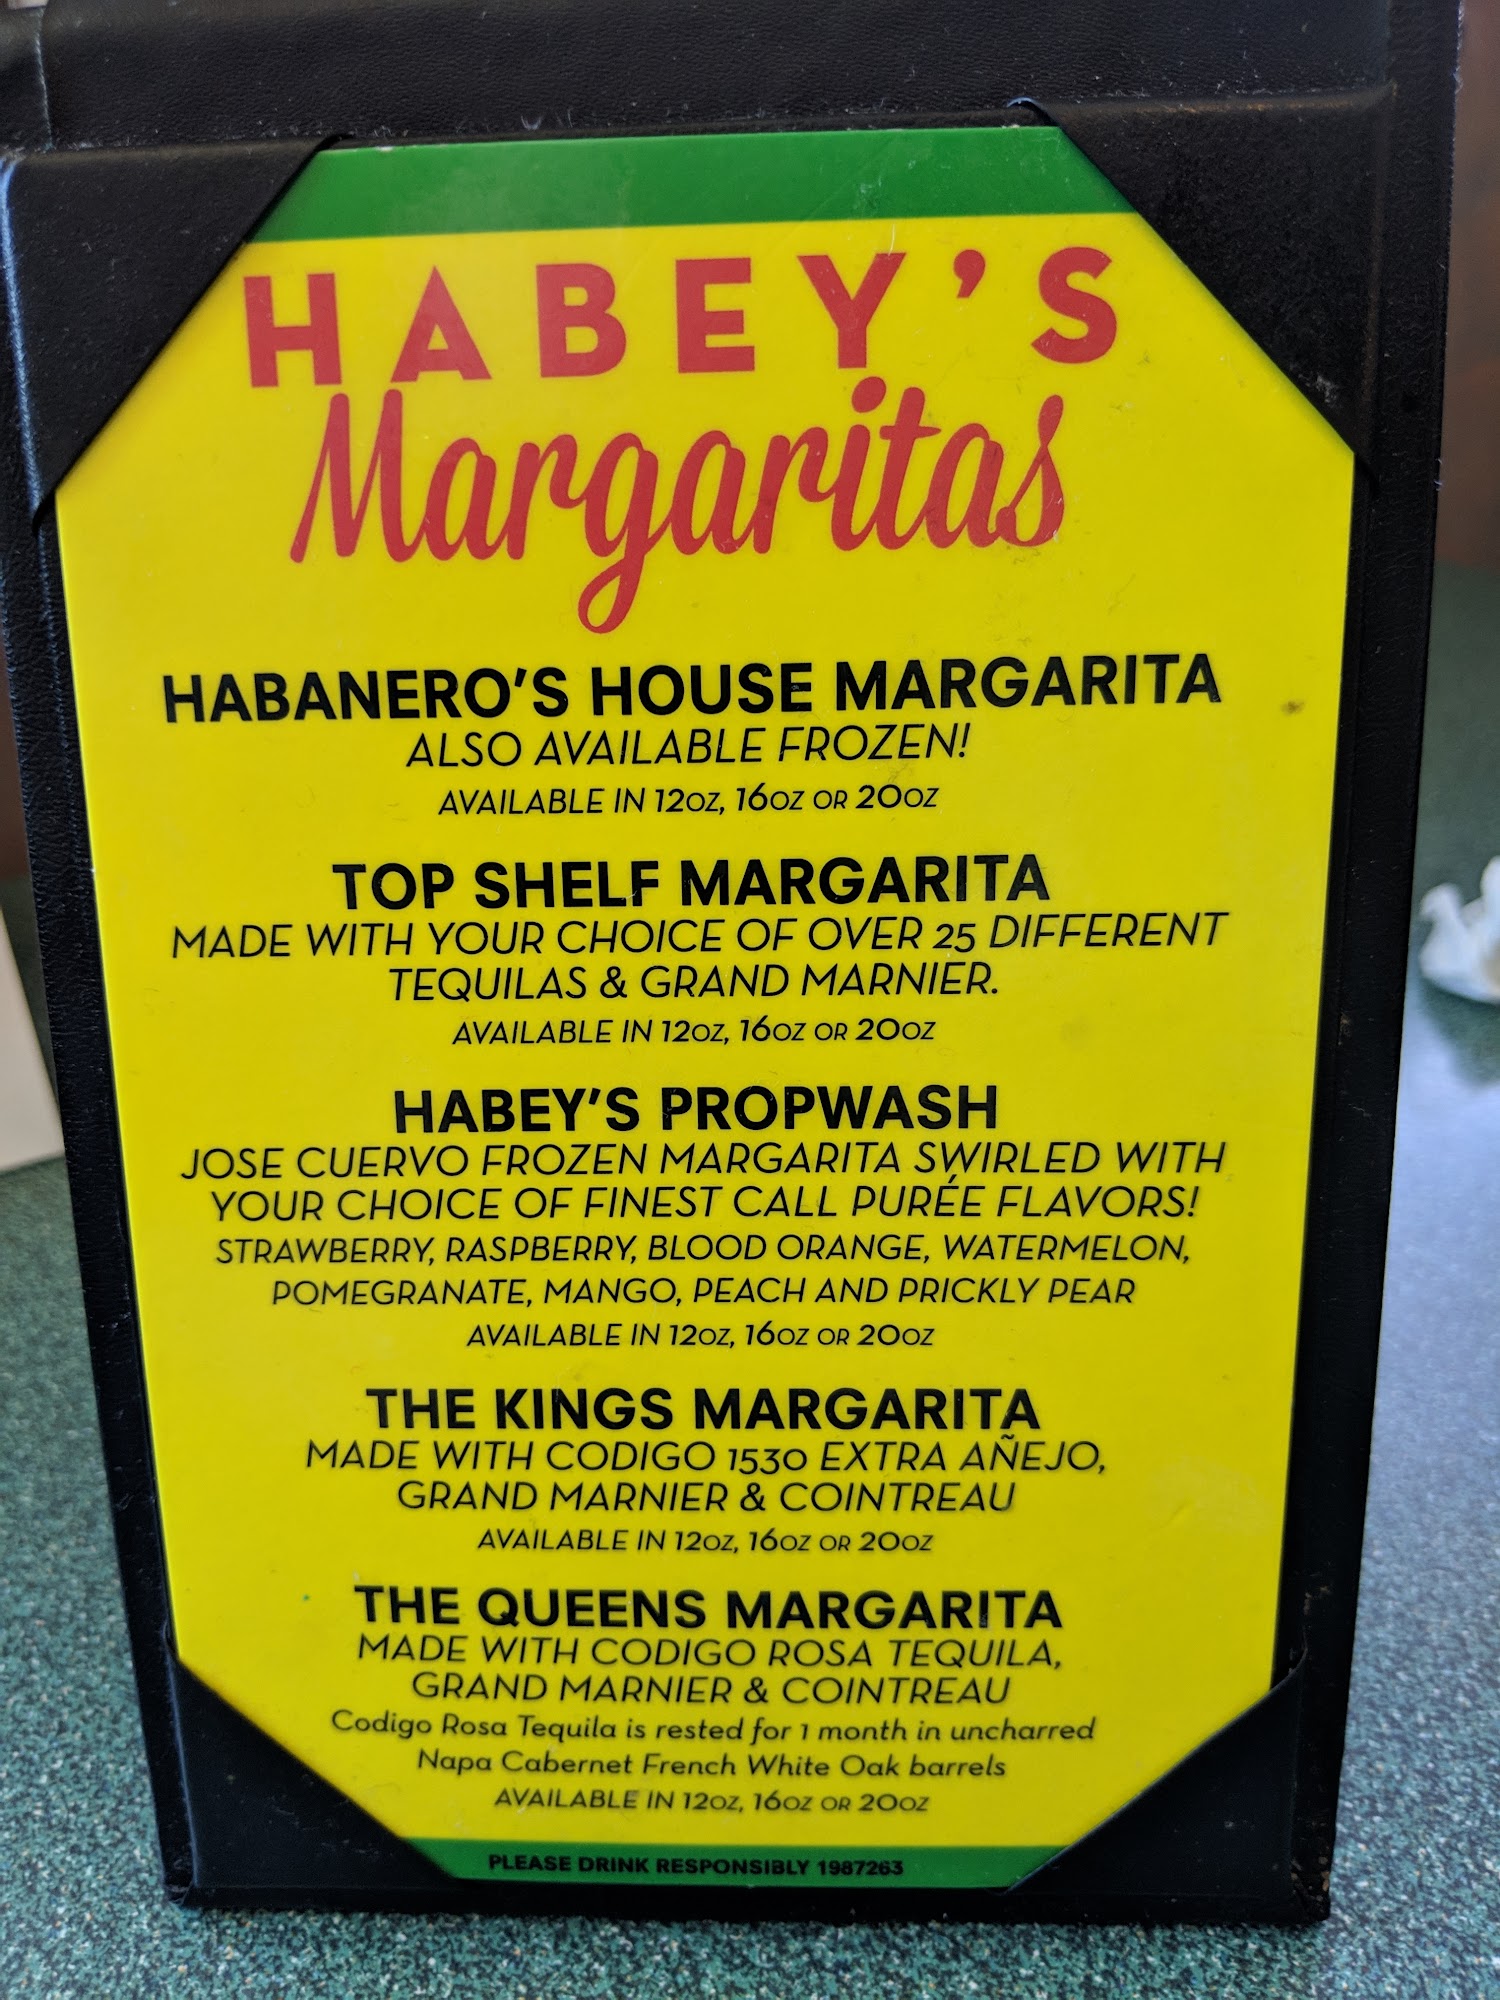 HABEY'S
Margaritas
HABANERO'S HOUSE MARGARITA
ALSO AVAILABLE FROZEN!
AVAILABLE IN 12OZ, 16OZ OR 20OZ
TOP SHELF MARGARITA
MADE WITH YOUR CHOICE OF OVER 25 DIFFERENT
TEQUILAS & GRAND MARNIER.
AVAILABLE IN 12OZ, 16OZ OR 20OZ
HABEY'S PROPWASH
JOSE CUERVO FROZEN MARGARITA SWIRLED WITH
YOUR CHOICE OF FINEST CALL PURÉE FLAVORS!
STRAWBERRY, RASPBERRY, BLOOD ORANGE, WATERMELON,
POMEGRANATE, MANGO, PEACH AND PRICKLY PEAR
AVAILABLE IN 12OZ, 16OZ OR 20OZ
THE KINGS MARGARITA
MADE WITH CODIGO 1530 EXTRA AÑEJO,
GRAND MARNIER & COINTREAU
AVAILABLE IN 12OZ, 16OZ OR 20OZ
THE QUEENS MARGARITA
MADE WITH CODIGO ROSA TEQUILA,
GRAND MARNIER & COINTREAU
Codigo Rosa Tequila is rested for 1 month in uncharred
Napa Cabernet French White Oak barrels
AVAILABLE IN 12OZ, 16OZ OR 20OZ
PLEASE DRINK RESPONSIBLY 1987263